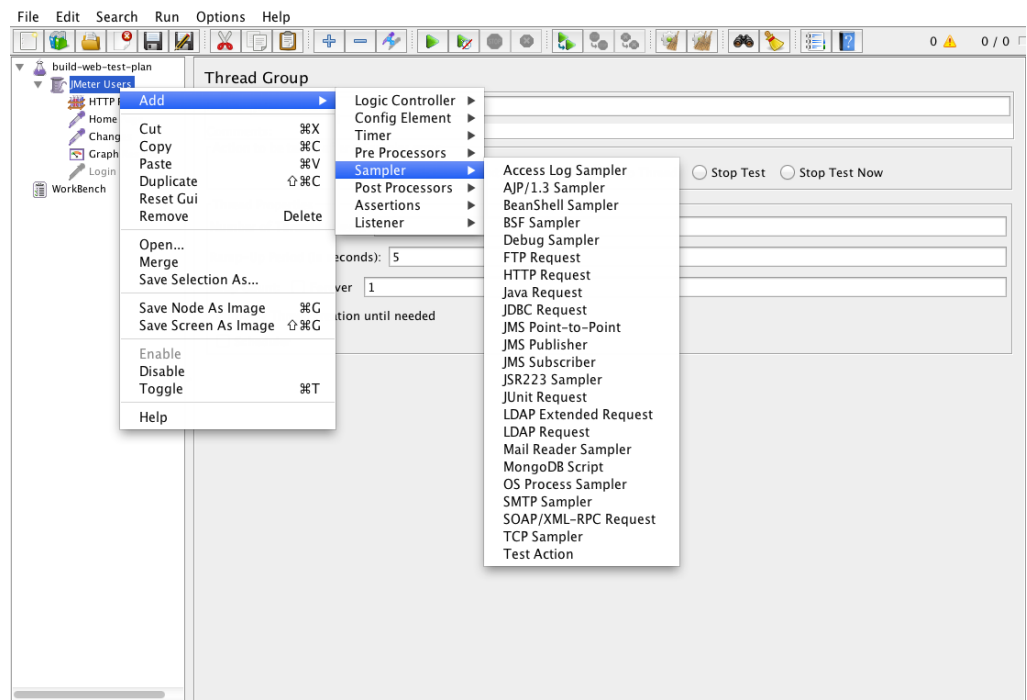 File Edit Search Run Options Help
0 0 / 0
build-web-test-plan
JMeter Users
HTTP
Home
Chang
Graph
Login
WorkBench
Thread Group
Stop Test Stop Test Now
econds): 5
1
ation until needed
Add
Cut ⌘X
Copy ⌘C
Paste ⌘V
Duplicate ⇧⌘C
Reset Gui
Remove Delete
Open...
Merge
Save Selection As...
Save Node As Image ⌘G
Save Screen As Image ⇧⌘G
Enable
Disable
Toggle ⌘T
Help
Logic Controller
Config Element
Timer
Pre Processors
Sampler
Post Processors
Assertions
Listener
Access Log Sampler
AJP/1.3 Sampler
BeanShell Sampler
BSF Sampler
Debug Sampler
FTP Request
HTTP Request
Java Request
JDBC Request
JMS Point-to-Point
JMS Publisher
JMS Subscriber
JSR223 Sampler
JUnit Request
LDAP Extended Request
LDAP Request
Mail Reader Sampler
MongoDB Script
OS Process Sampler
SMTP Sampler
SOAP/XML-RPC Request
TCP Sampler
Test Action